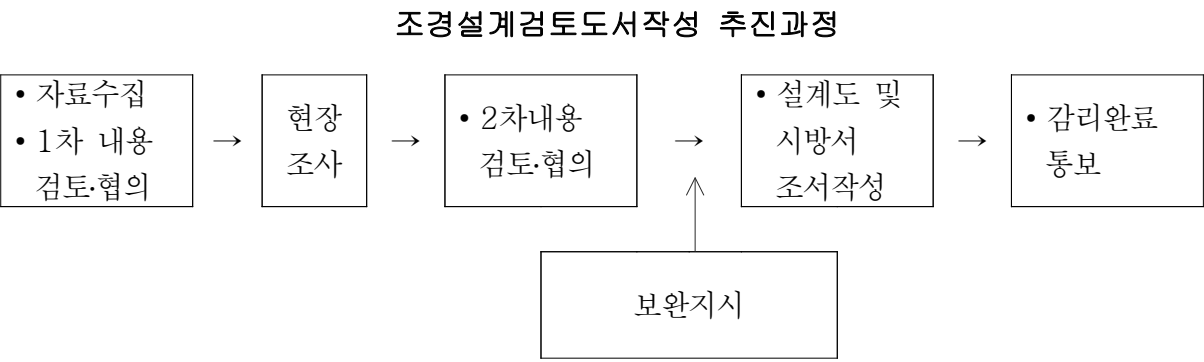 조경설계검토도서작성 추진과정
• 자료수집
• 1차 내용
검토·협의
→
현장
조사
→
• 2차내용
검토·협의
→
• 설계도 및
시방서
조서작성
→
• 감리완료
통보
보완지시